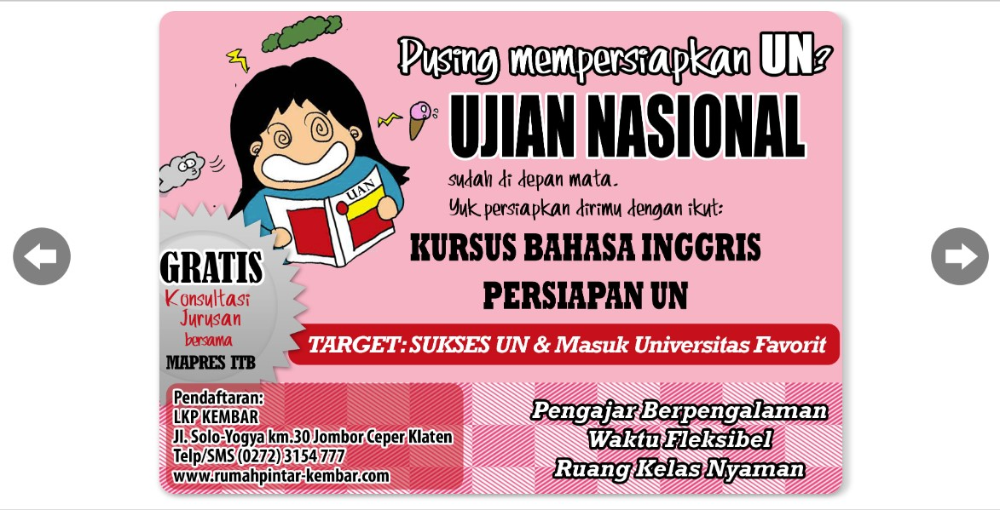 Pusing mempersiapkan UN?
UJIAN NASIONAL
sudah di depan mata.
Yuk persiapkan dirimu dengan ikut:
UAN
KURSUS BAHASA INGGRIS
PERSIAPAN UN
GRATIS
Konsultasi
Jurusan
bersama
MAPRES ITB
TARGET: SUKSES UN & Masuk Universitas Favorit
Pendaftaran:
LKP KEMBAR
Jl. Solo-Yogya km.30 Jombor Ceper Klaten
Telp/SMS (0272) 3154 777
www.rumahpintar-kembar.com
Pengajar Berpengalaman
Waktu Fleksibel
Ruang Kelas Nyaman